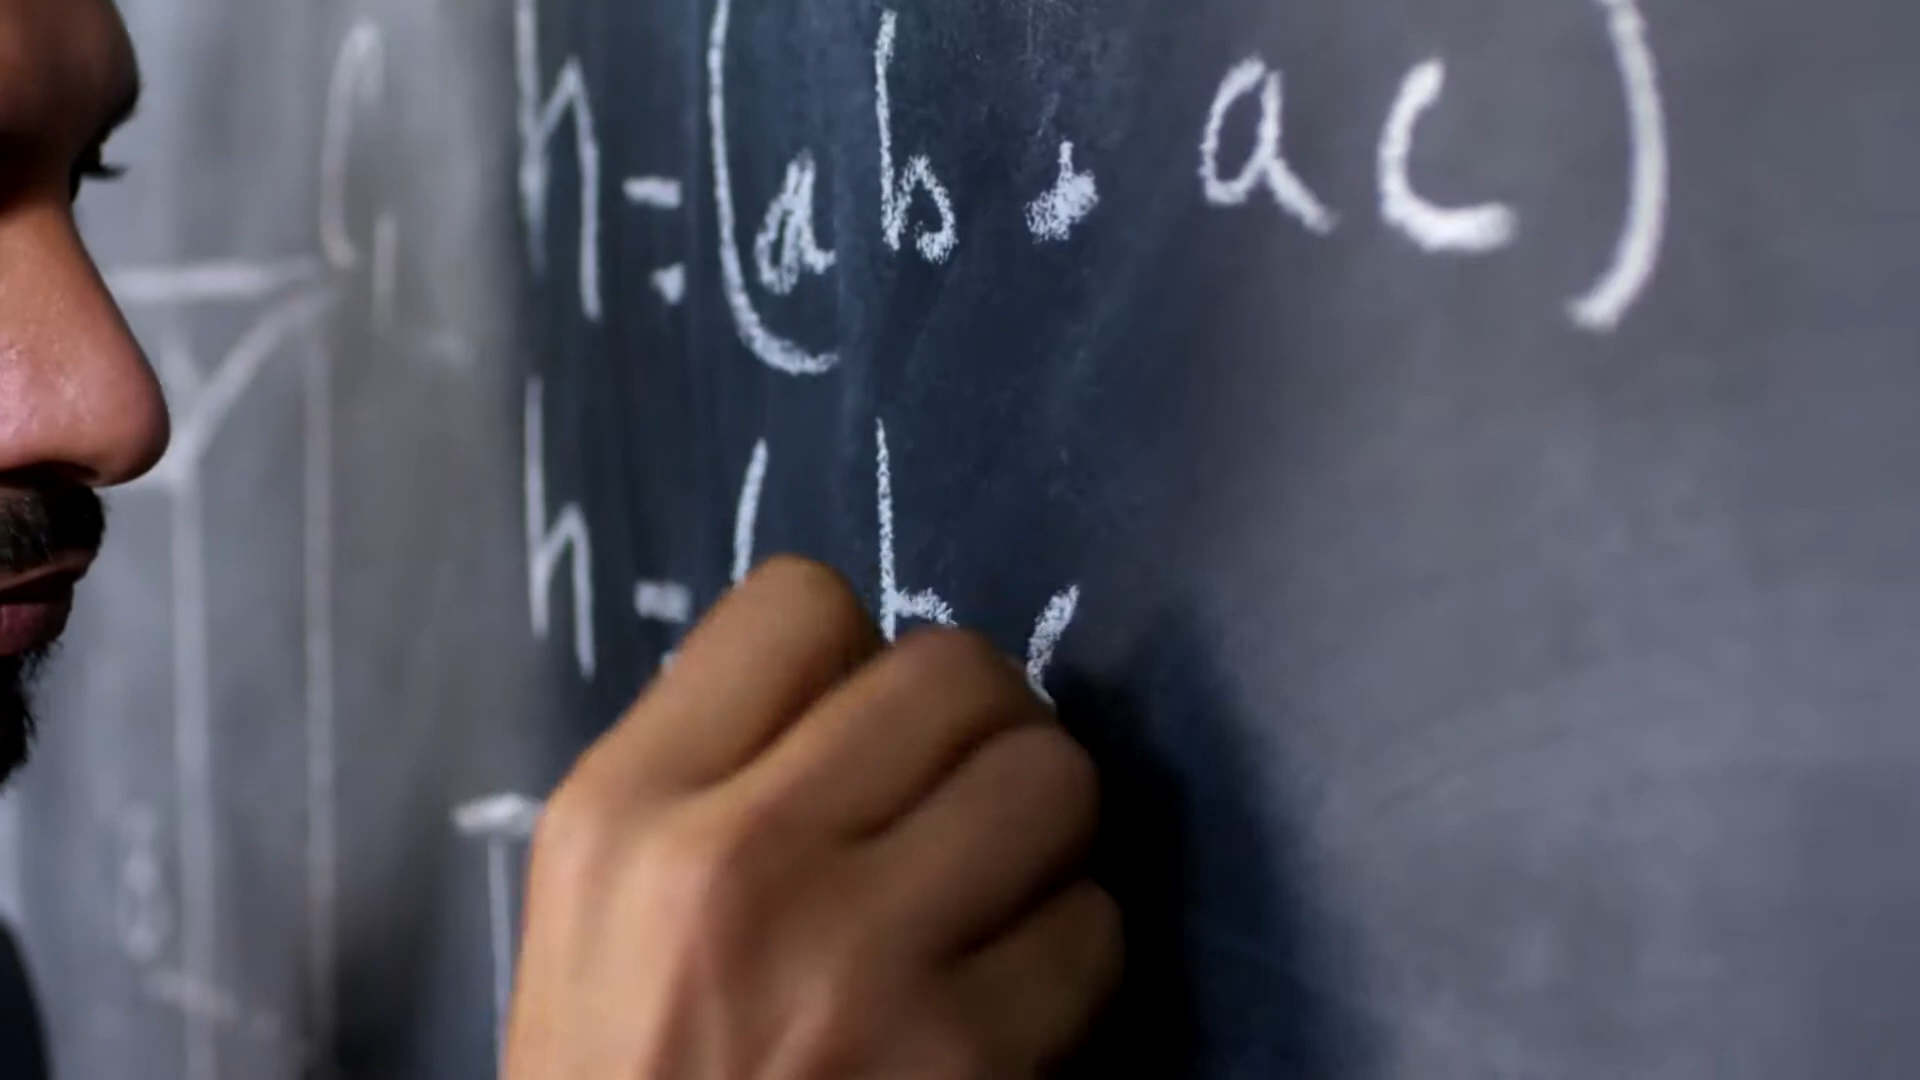 h = (ab · ac)
h = ( b c